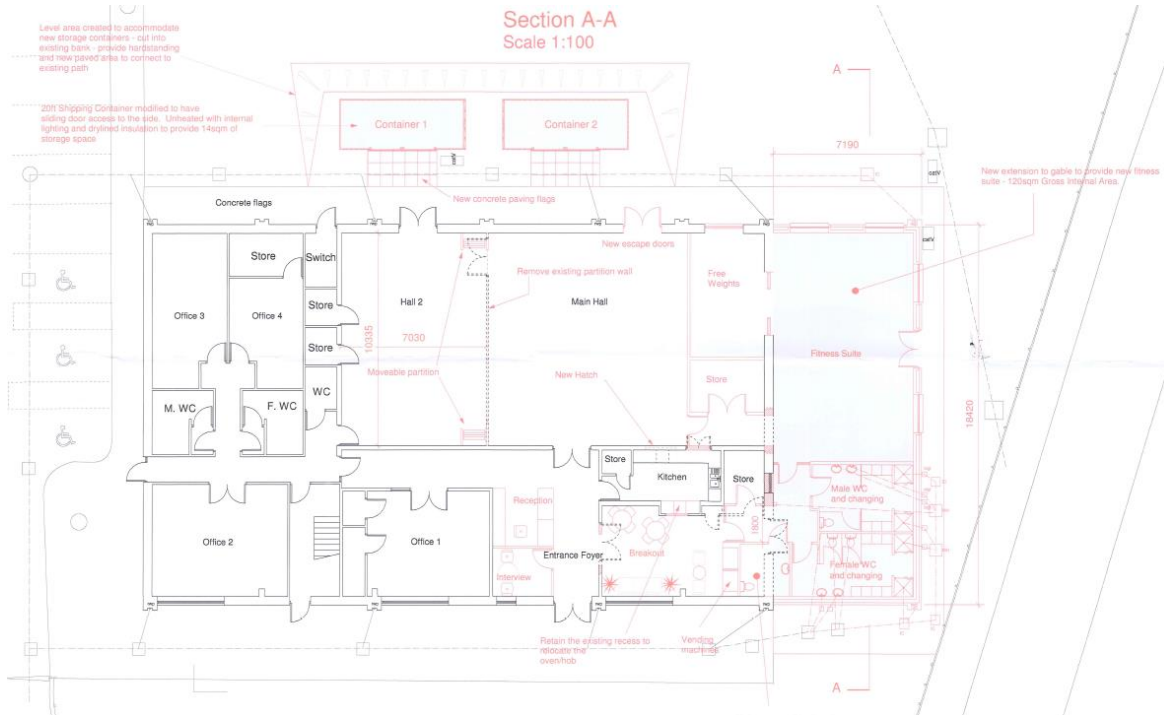 Section A-A
Scale 1:100
Level area created to accommodate
new storage containers - cut into
existing bank - provide hardstanding
and new paved area to connect to
existing path
20ft Shipping Container modified to have
sliding door access to the side. Unheated with internal
lighting and drylined insulation to provide 14sqm of
storage space
Container 1
Container 2
A
7190
New extension to gable to provide new fitness
suite - 120sqm Gross Internal Area
Concrete flags
New concrete paving flags
New escape doors
Store
Switch
Remove existing partition wall
Free
Weights
Office 3
Office 4
Store
Hall 2
Main Hall
10335
7030
Store
Fitness Suite
Moveable partition
New Hatch
Store
WC
M. WC
F. WC
18420
Store
Kitchen
Store
Male WC
and changing
Reception
1800
Office 2
Office 1
Entrance Foyer
Breakout
Interview
Female WC
and changing
Retain the existing recess to
relocate the
oven/hob
Vending
machines
A